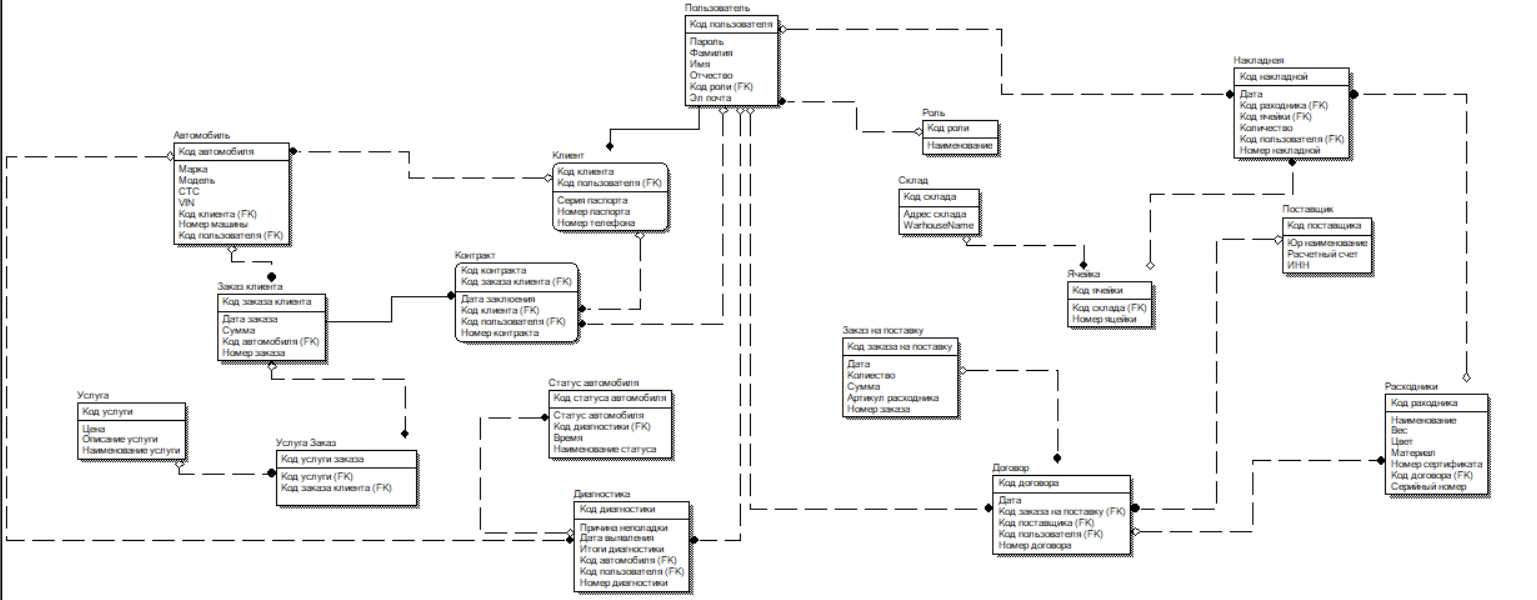 Пользователь
Код пользователя
Пароль
Фамилия
Имя
Отчество
Код роли (FK)
Эл почта
Накладная
Код накладной
Дата
Код раходника (FK)
Код ячейки (FK)
Количество
Код пользователя (FK)
Номер накладной
Роль
Код роли
Наименование
Автомобиль
Код автомобиля
Марка
Модель
СТС
VIN
Код клиента (FK)
Номер машины
Код пользователя (FK)
Клиент
Код клиента
Код пользователя (FK)
Серия паспорта
Номер паспорта
Номер телефона
Склад
Код склада
Адрес склада
WarhouseName
Поставщик
Код поставщика
Юр наименование
Расчетный счет
ИНН
Контракт
Код контракта
Код заказа клиента (FK)
Дата заклюения
Код клиента (FK)
Код пользователя (FK)
Номер контракта
Ячейка
Код ячейки
Код склада (FK)
Номер яцейки
Заказ клиента
Код заказа клиента
Дата заказа
Сумма
Код автомобиля (FK)
Номер заказа
Заказ на поставку
Код заказа на поставку
Дата
Колиество
Сумма
Артикул расходника
Номер заказа
Статус автомобиля
Код статуса автомобиля
Статус автомобиля
Код диагностики (FK)
Время
Наименование статуса
Расходники
Код раходника
Наименование
Вес
Цвет
Материал
Номер сертификата
Код договора (FK)
Серийный номер
Услуга
Код услуги
Цена
Описание услуги
Наименование услуги
Услуга Заказ
Код услуги заказа
Код услуги (FK)
Код заказа клиента (FK)
Договор
Код договора
Дата
Код заказа на поставку (FK)
Код поставщика (FK)
Код пользователя (FK)
Номер договора
Диагностика
Код диагностики
Причина неполадки
Дата выявления
Итоги диагностики
Код автомобиля (FK)
Код пользователя (FK)
Номер диагностики